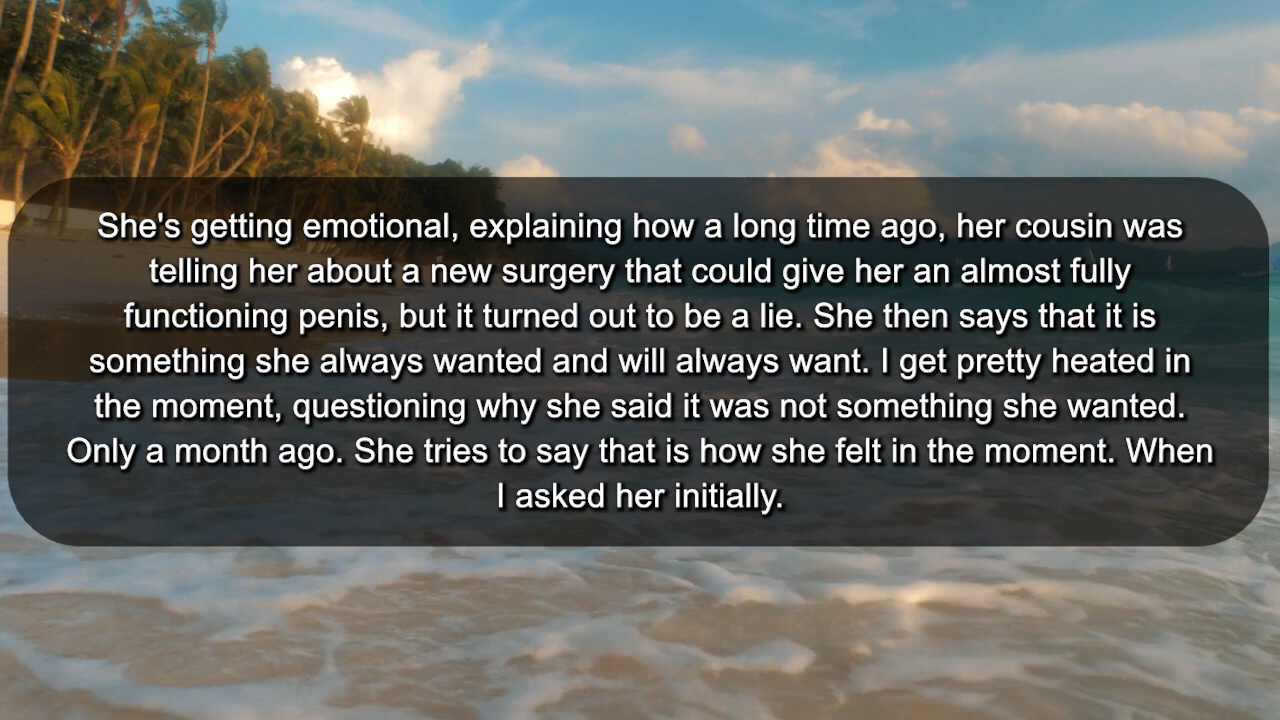 She's getting emotional, explaining how a long time ago, her cousin was
telling her about a new surgery that could give her an almost fully
functioning penis, but it turned out to be a lie. She then says that it is
something she always wanted and will always want. I get pretty heated in
the moment, questioning why she said it was not something she wanted.
Only a month ago. She tries to say that is how she felt in the moment. When
I asked her initially.